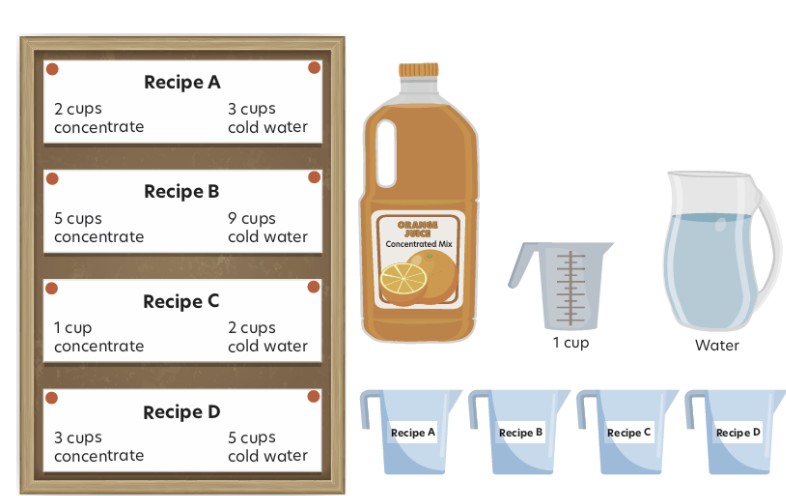 Recipe A
2 cups concentrate
3 cups cold water
Recipe B
5 cups concentrate
9 cups cold water
Recipe C
1 cup concentrate
2 cups cold water
Recipe D
3 cups concentrate
5 cups cold water
ORANGE
JUICE
Concentrated Mix
1 cup
Water
Recipe A
Recipe B
Recipe C
Recipe D